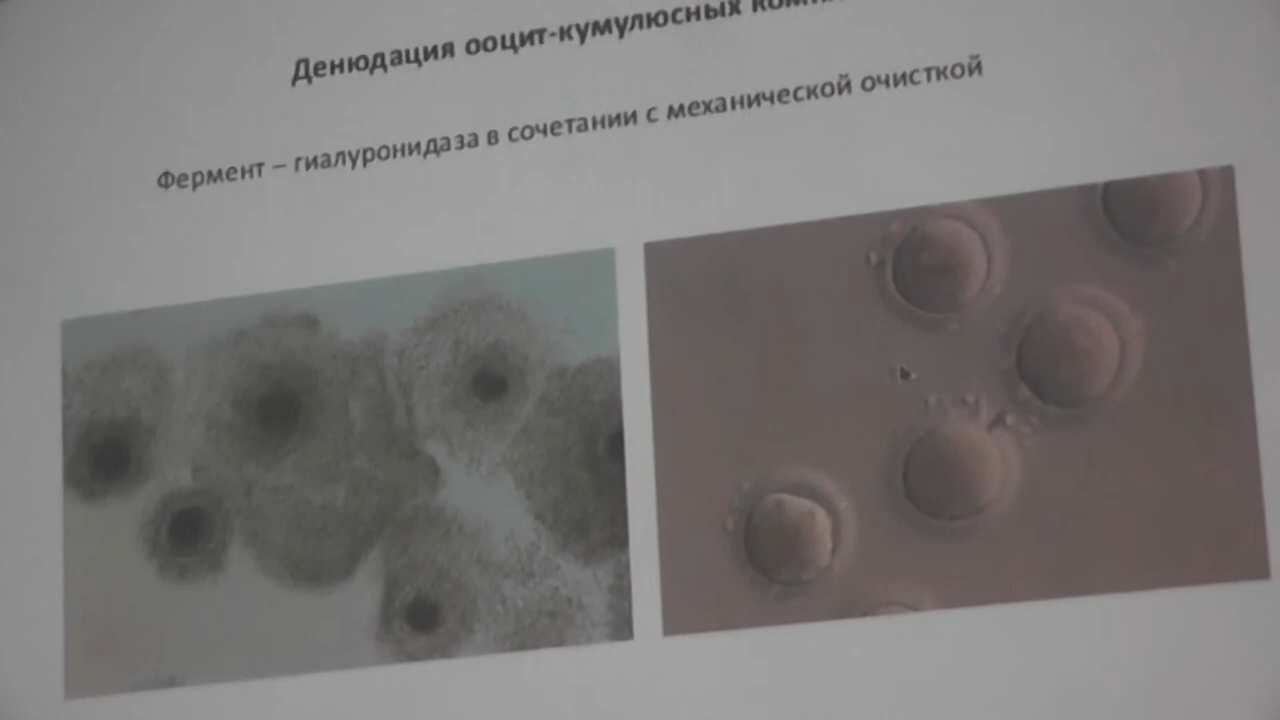 Денюдация ооцит-кумулюсных
Фермент – гиалуронидаза в сочетании с механической очисткой